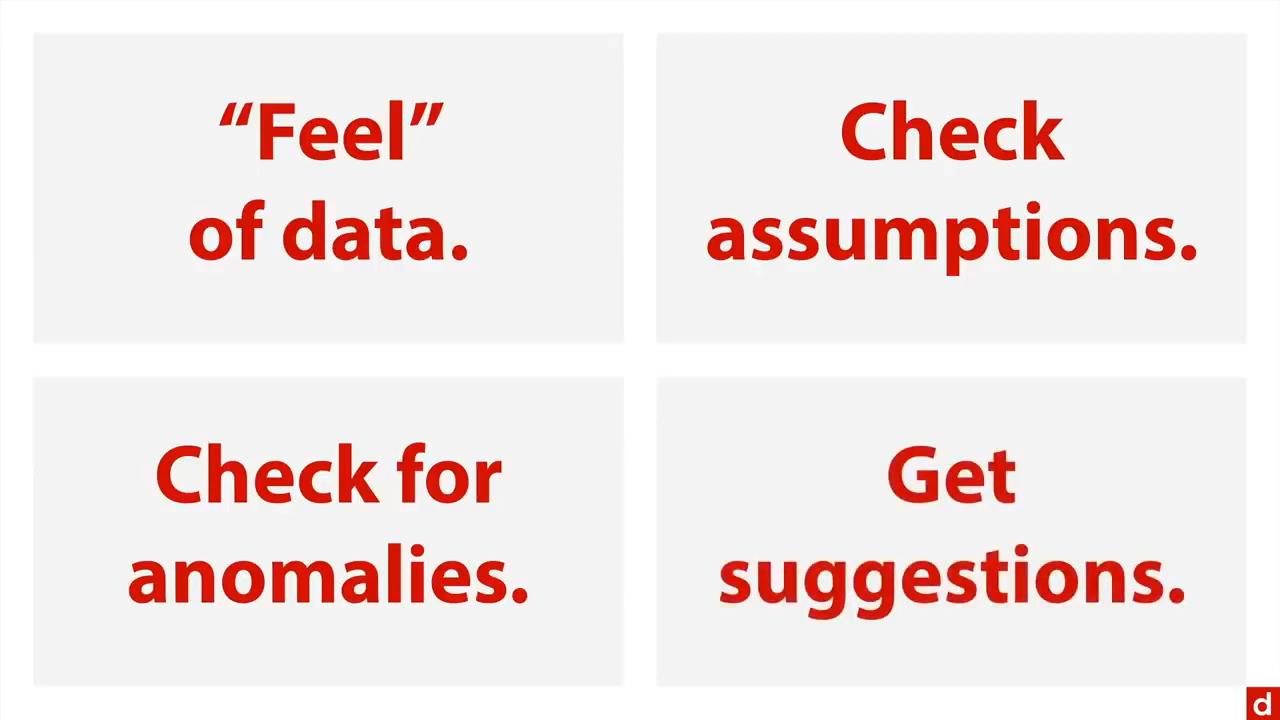 “Feel”
of data.
Check
assumptions.
Check for
anomalies.
Get
suggestions.
d